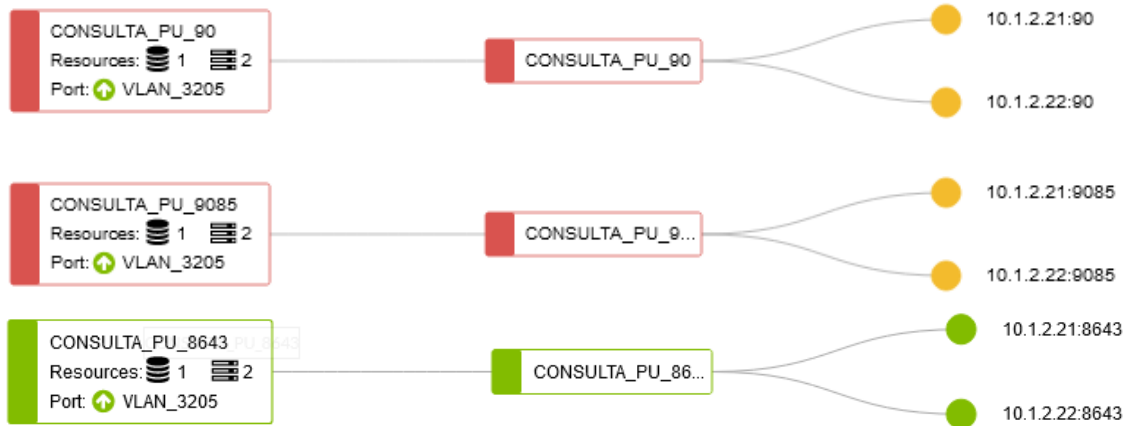 CONSULTA_PU_90
Resources: 1 2
Port: VLAN_3205
CONSULTA_PU_90
10.1.2.21:90
10.1.2.22:90
CONSULTA_PU_9085
Resources: 1 2
Port: VLAN_3205
CONSULTA_PU_9...
10.1.2.21:9085
10.1.2.22:9085
CONSULTA_PU_8643
Resources: 1 2
Port: VLAN_3205
CONSULTA_PU_86...
10.1.2.21:8643
10.1.2.22:8643